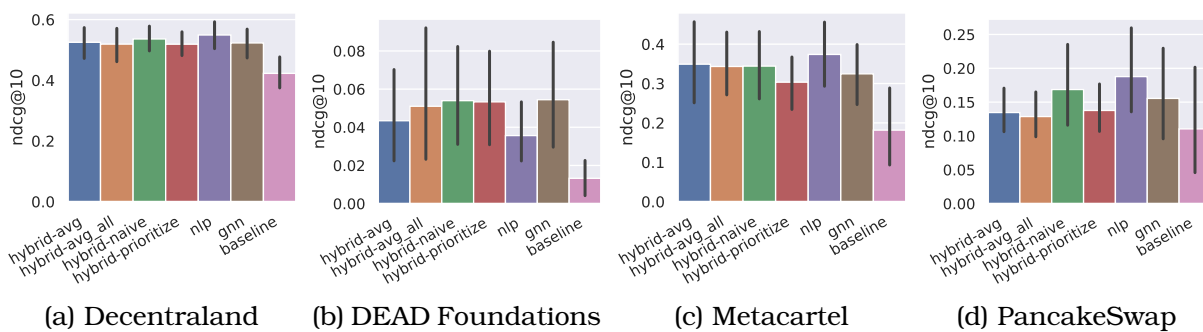 ndcg@10
0.6
0.4
0.2
0.0
hybrid-avg
hybrid-avg_all
hybrid-naive
hybrid-prioritize
nlp
gnn
baseline
(a) Decentraland
ndcg@10
0.08
0.06
0.04
0.02
0.00
hybrid-avg
hybrid-avg_all
hybrid-naive
hybrid-prioritize
nlp
gnn
baseline
(b) DEAD Foundations
ndcg@10
0.4
0.3
0.2
0.1
0.0
hybrid-avg
hybrid-avg_all
hybrid-naive
hybrid-prioritize
nlp
gnn
baseline
(c) Metacartel
ndcg@10
0.25
0.20
0.15
0.10
0.05
0.00
hybrid-avg
hybrid-avg_all
hybrid-naive
hybrid-prioritize
nlp
gnn
baseline
(d) PancakeSwap